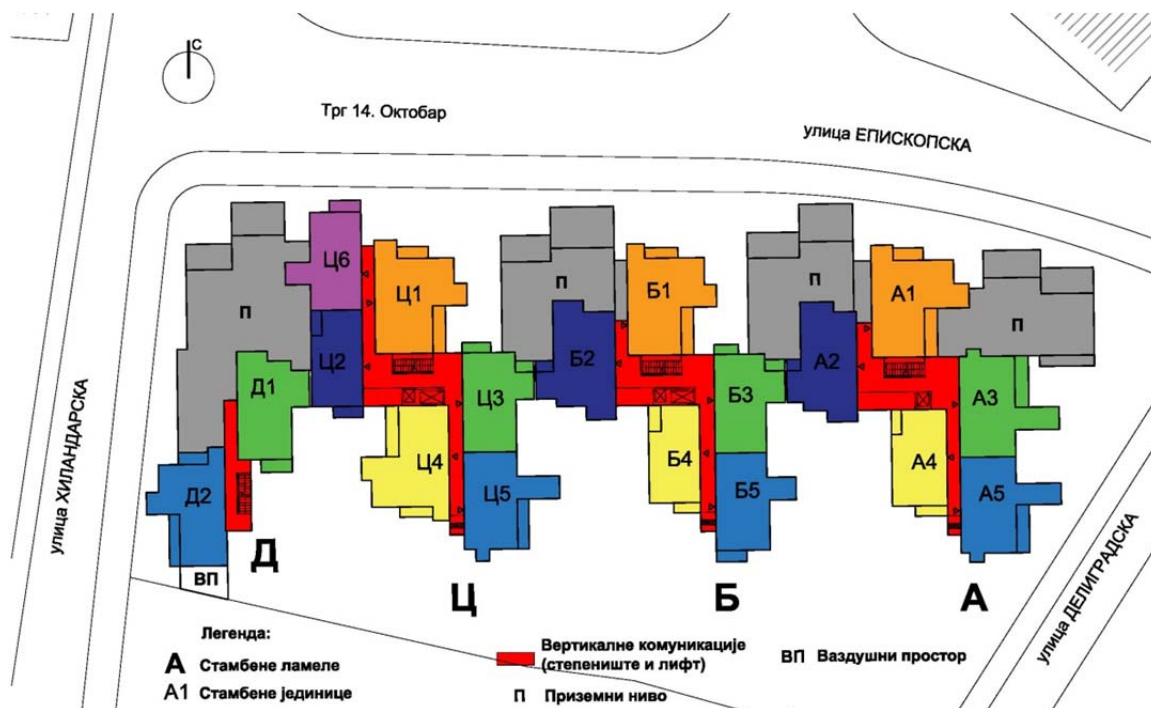 С
Трг 14. Октобар
улица ЕПИСКОПСКА
улица ХИЛАНДАРСКА
Ц6
Ц1
Б1
А1
П
П
П
П
Ц2
Б2
А2
Д1
Ц3
Б3
А3
Ц4
Б4
А4
Д2
Ц5
Б5
А5
Д
ВП
Ц
Б
А
улица ДЕЛИГРАДСКА
Легенда:
А Стамбене ламеле
А1 Стамбене јединице
Вертикалне комуникације
(степениште и лифт)
П Приземни ниво
ВП Ваздушни простор